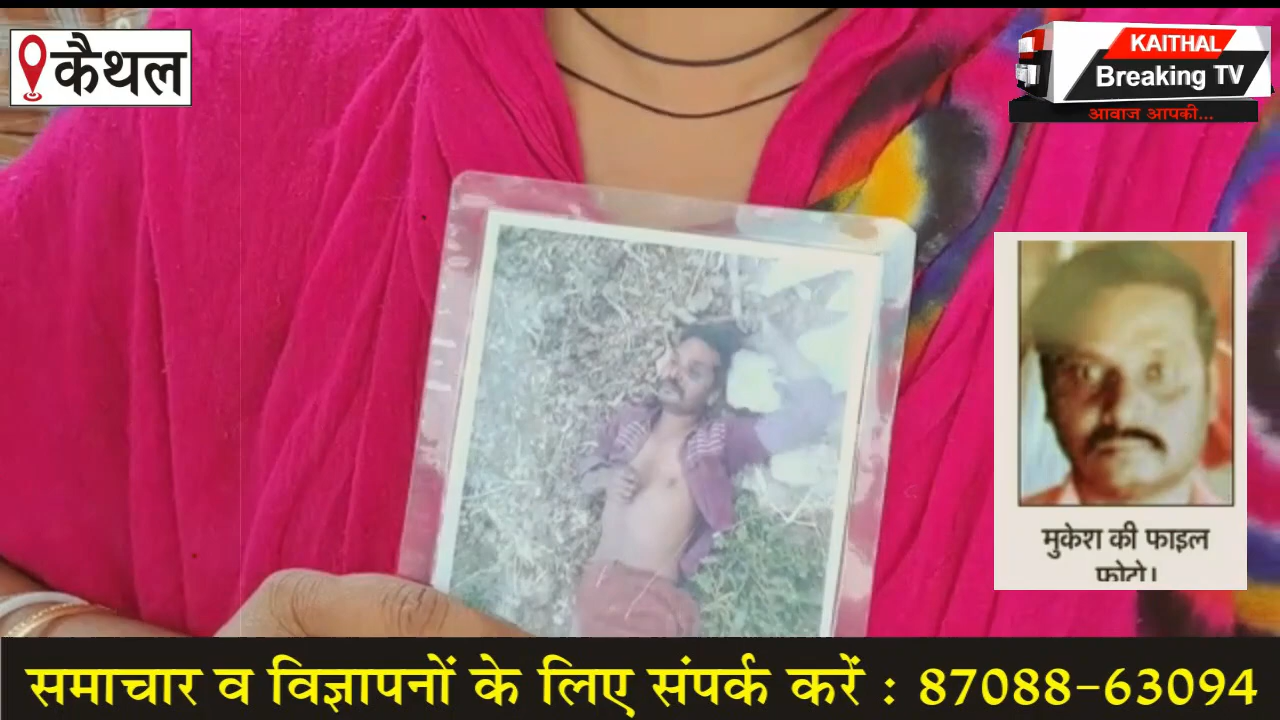 कैथल
KAITHAL
Breaking TV
आवाज आपकी...
मुकेश की फाइल
फोटो।
समाचार व विज्ञापनों के लिए संपर्क करें : 87088-63094